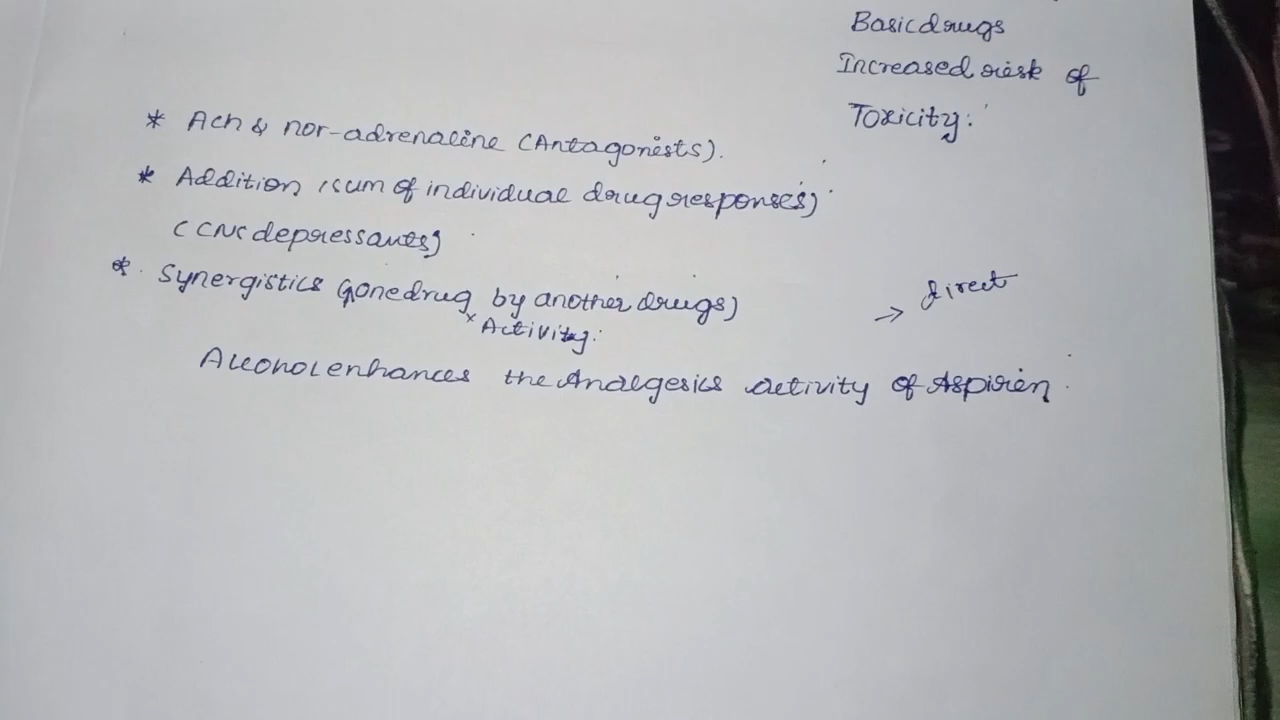 Basic drugs
Increased risk of
Toxicity:
* Ach & nor-adrenaline (Antagonists).
* Addition (sum of individual drug responses)
(CNS depressants)
* Synergistics (one drug by another drugs)
x Activity:
→ direct
Alcohol enhances the Analgesics activity of Aspirin.